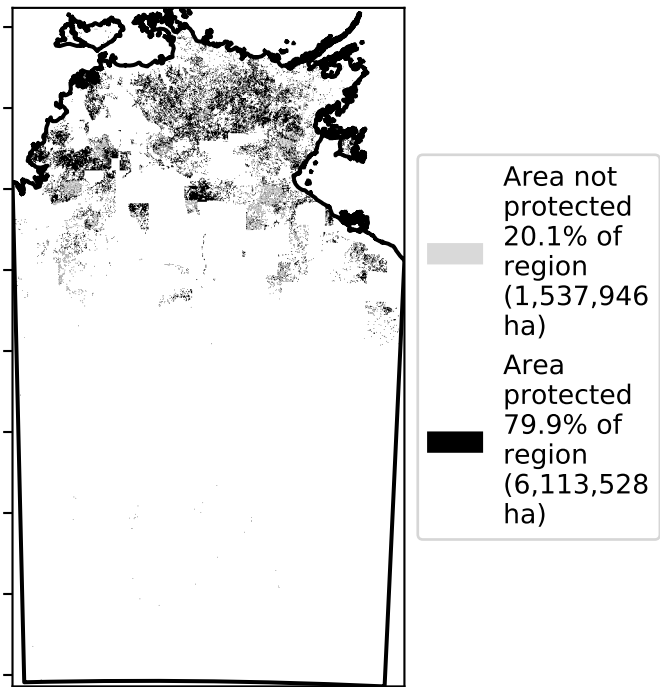 Area not
protected
20.1% of
region
(1,537,946
ha)
Area
protected
79.9% of
region
(6,113,528
ha)